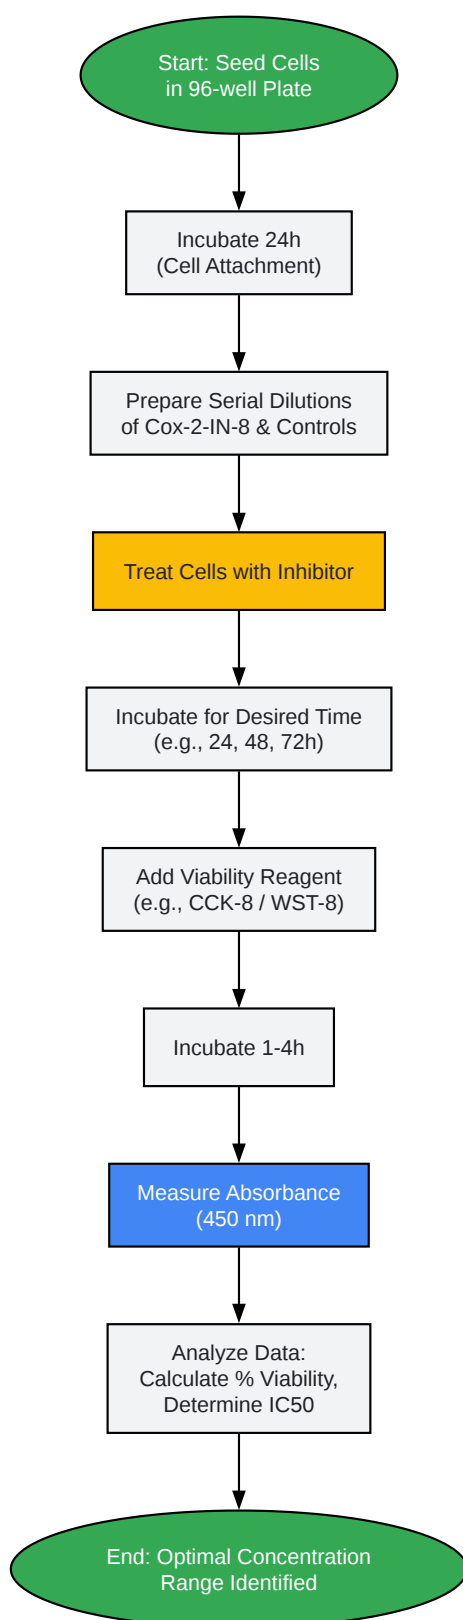 Start: Seed Cells
in 96-well Plate
Incubate 24h
(Cell Attachment)
Prepare Serial Dilutions
of Cox-2-IN-8 & Controls
Treat Cells with Inhibitor
Incubate for Desired Time
(e.g., 24, 48, 72h)
Add Viability Reagent
(e.g., CCK-8 / WST-8)
Incubate 1-4h
Measure Absorbance
(450 nm)
Analyze Data:
Calculate % Viability,
Determine IC50
End: Optimal Concentration
Range Identified